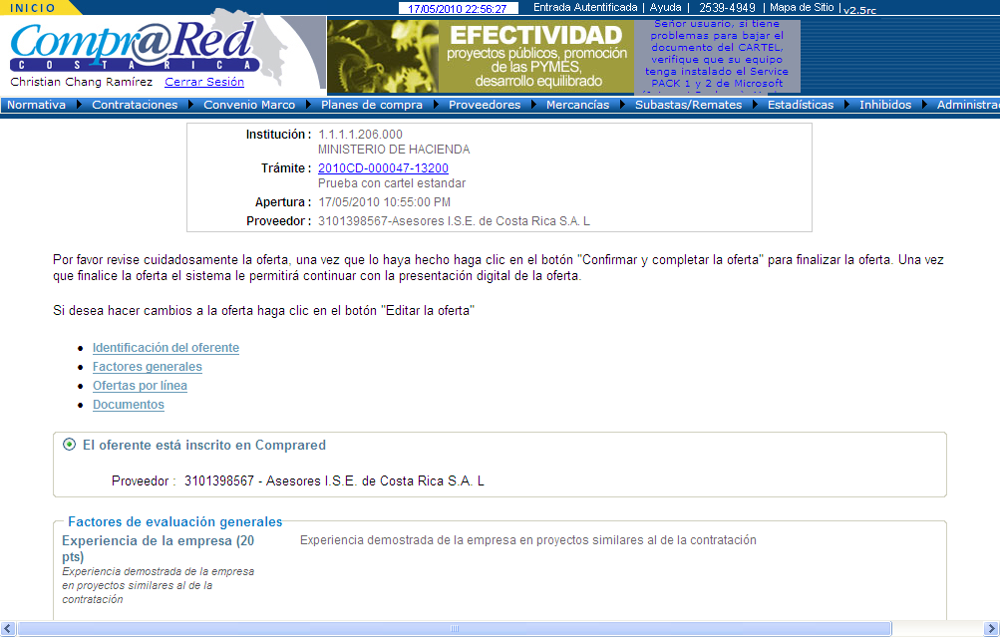 INICIO
17/05/2010 22:56:27
Entrada Autentificada | Ayuda | 2539-4949 | Mapa de Sitio | v2.5rc
Compr@Red
COSTA RICA
Christian Chang Ramírez Cerrar Sesión
EFECTIVIDAD
proyectos públicos, promoción
de las PYMES,
desarrollo equilibrado
Señor usuario, si tiene
problemas para bajar el
documento del CARTEL,
verifique que su equipo
tenga instalado el Service
PACK 1 y 2 de Microsoft
Normativa Contrataciones Convenio Marco Planes de compra Proveedores Mercancías Subastas/Remates Estadísticas Inhibidos Administra
Institución : 1.1.1.1.206.000
MINISTERIO DE HACIENDA
Trámite : 2010CD-000047-13200
Prueba con cartel estandar
Apertura : 17/05/2010 10:55:00 PM
Proveedor : 3101398567-Asesores I.S.E. de Costa Rica S.A. L
Por favor revise cuidadosamente la oferta, una vez que lo haya hecho haga clic en el botón "Confirmar y completar la oferta" para finalizar la oferta. Una vez
que finalice la oferta el sistema le permitirá continuar con la presentación digital de la oferta.
Si desea hacer cambios a la oferta haga clic en el botón "Editar la oferta"
Identificación del oferente
Factores generales
Ofertas por línea
Documentos
El oferente está inscrito en Comprared
Proveedor : 3101398567 - Asesores I.S.E. de Costa Rica S.A. L
Factores de evaluación generales
Experiencia de la empresa (20 Experiencia demostrada de la empresa en proyectos similares al de la contratación
pts)
Experiencia demostrada de la empresa
en proyectos similares al de la
contratación